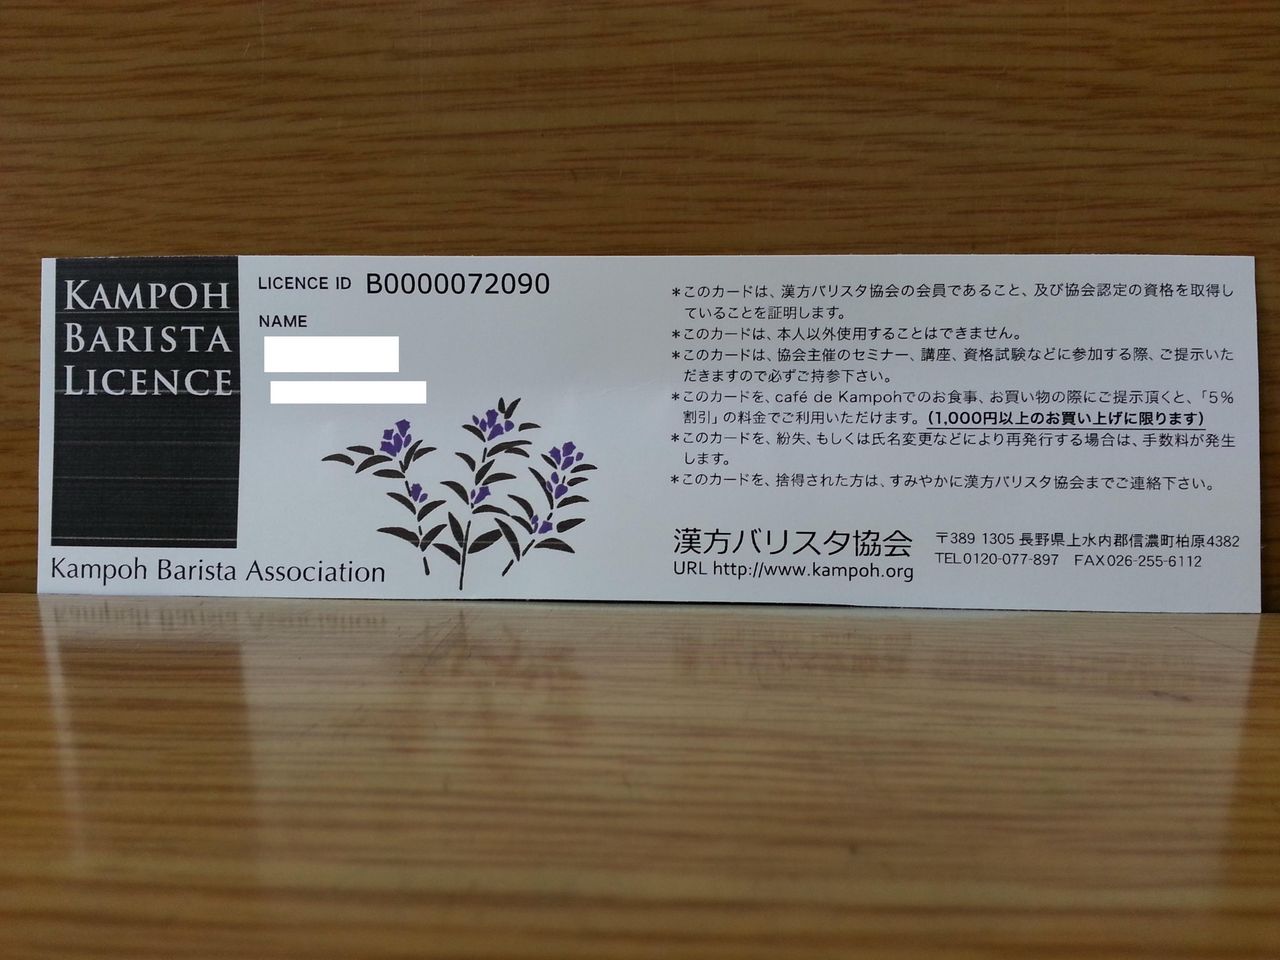 KAMPOH
BARISTA
LICENCE
Kampoh Barista Association
LICENCE ID B0000072090
NAME
＊このカードは、漢方バリスタ協会の会員であること、及び協会認定の資格を取得し
ていることを証明します。
＊このカードは、本人以外使用することはできません。
＊このカードは、協会主催のセミナー、講座、資格試験などに参加する際、ご提示いた
だきますので必ずご持参下さい。
＊このカードを、café de Kampohでのお食事、お買い物の際にご提示頂くと、「5%
割引」の料金でご利用いただけます。(1,000円以上のお買い上げに限ります)
＊このカードを、紛失、もしくは氏名変更などにより再発行する場合は、手数料が発生
します。
＊このカードを、捨得された方は、すみやかに漢方バリスタ協会までご連絡下さい。
漢方バリスタ協会
URL http://www.kampoh.org
〒389 1305 長野県上水内郡信濃町柏原4382
TEL0120-077-897 FAX026-255-6112